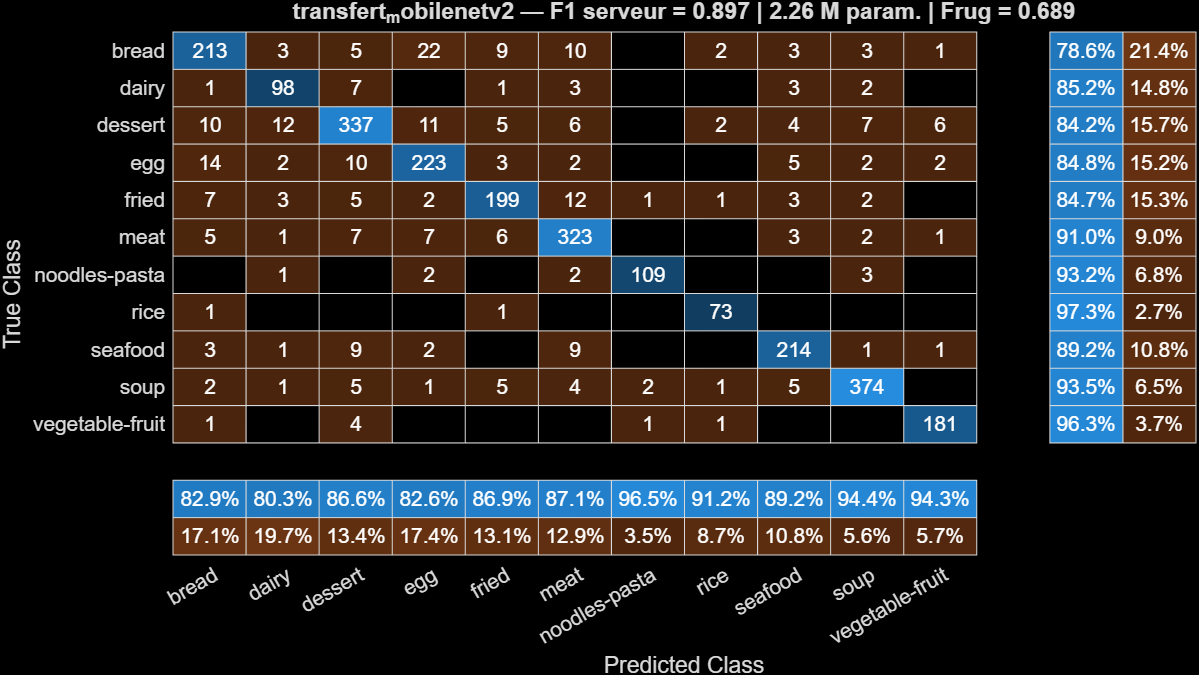 transfert_mobilenetv2 — F1 serveur = 0.897 | 2.26 M param. | Frug = 0.689
bread 213 3 5 22 9 10 2 3 3 1 78.6% 21.4%
dairy 1 98 7 1 3 3 2 85.2% 14.8%
dessert 10 12 337 11 5 6 2 4 7 6 84.2% 15.7%
egg 14 2 10 223 3 2 5 2 2 84.8% 15.2%
fried 7 3 5 2 199 12 1 1 3 2 84.7% 15.3%
meat 5 1 7 7 6 323 3 2 1 91.0% 9.0%
noodles-pasta 1 2 2 109 3 93.2% 6.8%
rice 1 1 73 97.3% 2.7%
seafood 3 1 9 2 9 214 1 1 89.2% 10.8%
soup 2 1 5 1 5 4 2 1 5 374 93.5% 6.5%
vegetable-fruit 1 4 1 1 181 96.3% 3.7%
True Class
82.9% 80.3% 86.6% 82.6% 86.9% 87.1% 96.5% 91.2% 89.2% 94.4% 94.3%
17.1% 19.7% 13.4% 17.4% 13.1% 12.9% 3.5% 8.7% 10.8% 5.6% 5.7%
bread dairy dessert egg fried meat noodles-pasta rice seafood soup vegetable-fruit
Predicted Class